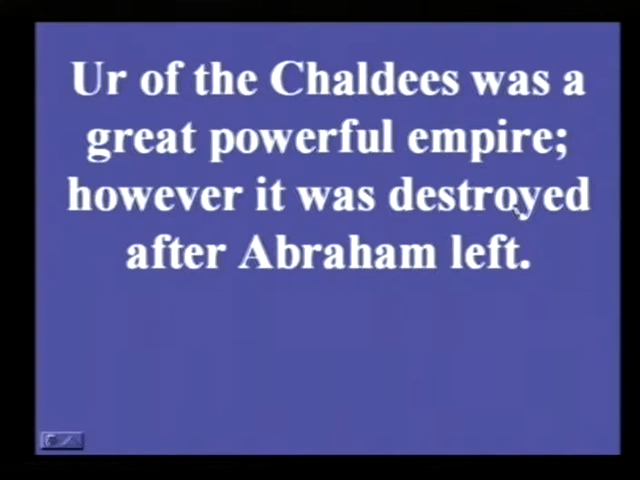 Ur of the Chaldees was a
great powerful empire;
however it was destroyed
after Abraham left.